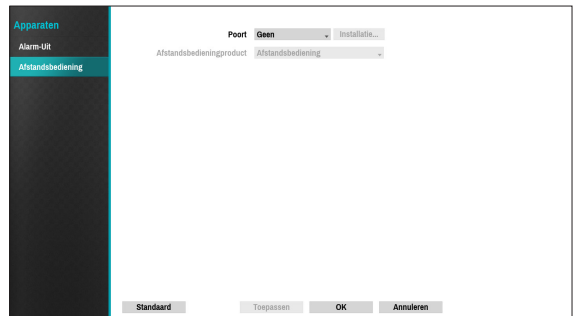 Apparaten
Alarm-Uit
Afstandsbediening
Poort Geen Installatie...
Afstandsbedieningproduct Afstandsbediening
Standaard Toepassen OK Annuleren